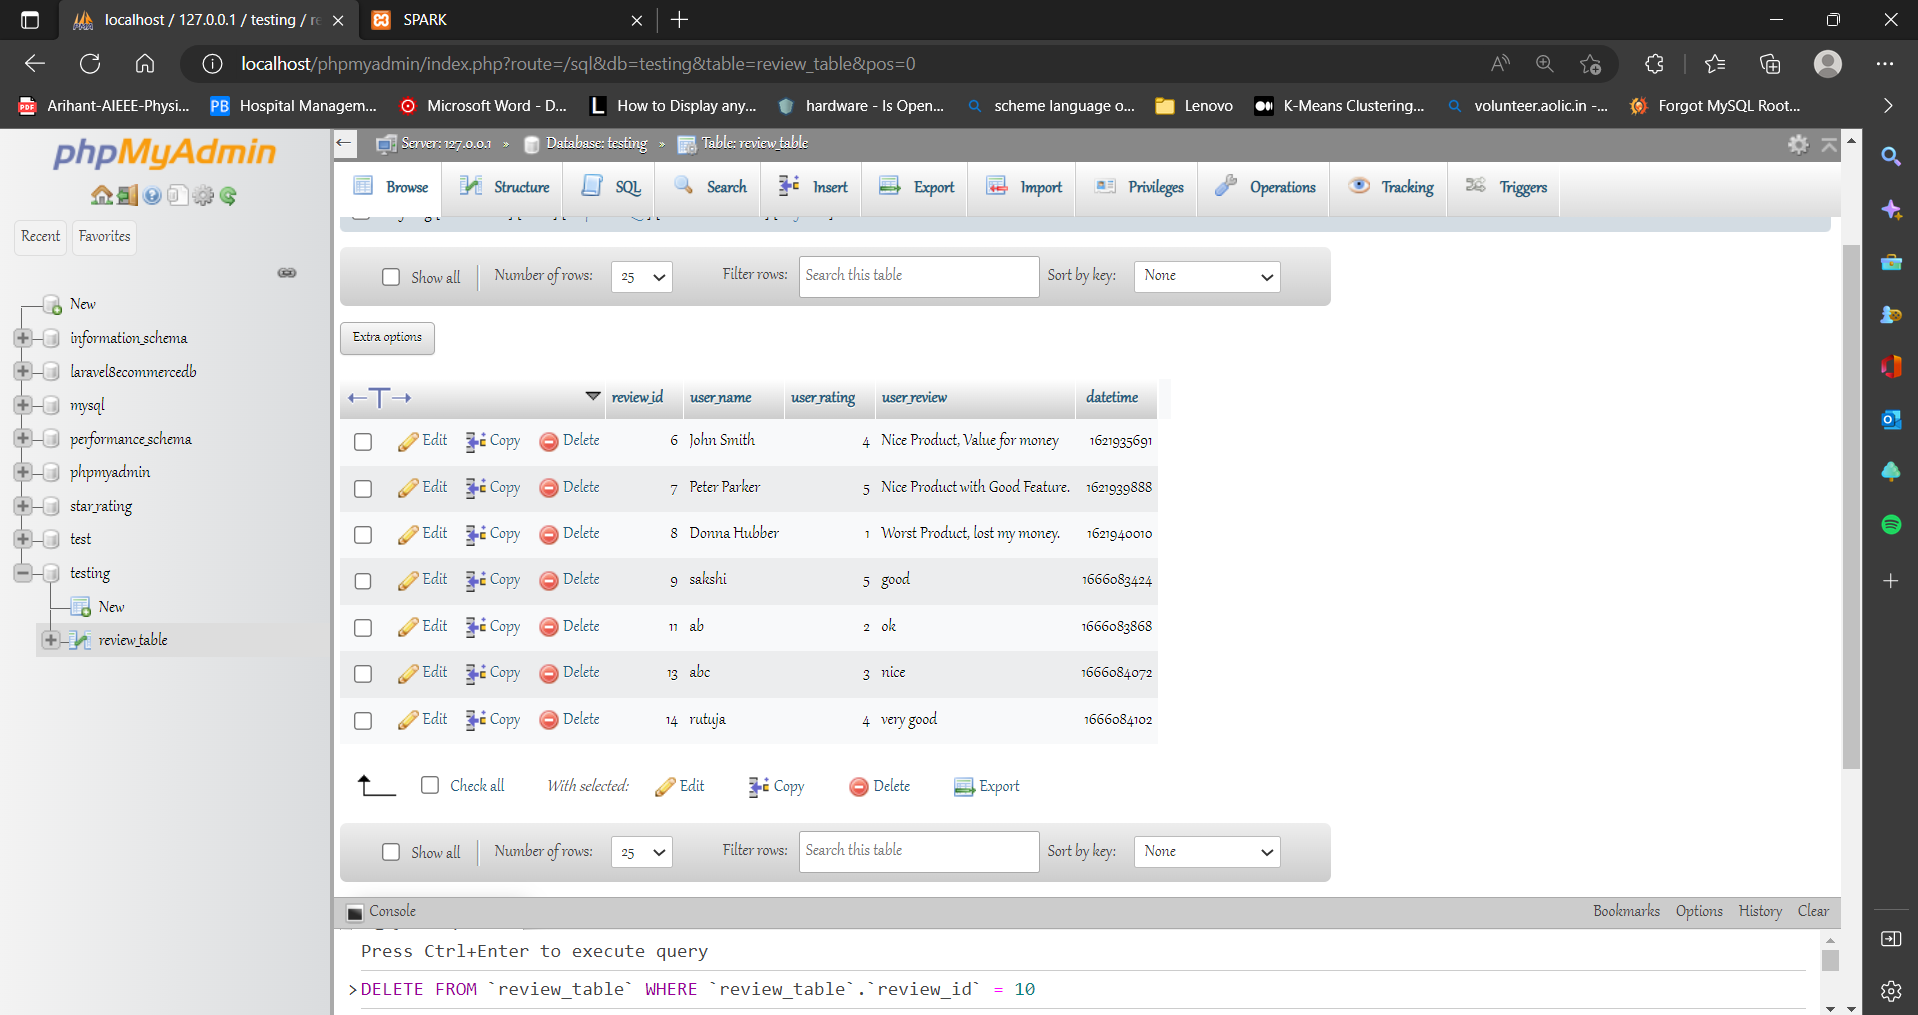 localhost / 127.0.0.1 / testing / re
SPARK
localhost/phpmyadmin/index.php?route=/sql&db=testing&table=review_table&pos=0
Arihant-AIEEE-Physi...
Hospital Managem...
Microsoft Word - D...
How to Display any...
hardware - Is Open...
scheme language o...
Lenovo
K-Means Clustering...
volunteer.aolic.in -...
Forgot MySQL Root...
phpMyAdmin
Recent
Favorites
New
information_schema
laravel8ecommercedb
mysql
performance_schema
phpmyadmin
star_rating
test
testing
New
review_table
Server: 127.0.0.1 » Database: testing » Table: review_table
Browse Structure SQL Search Insert Export Import Privileges Operations Tracking Triggers
Show all Number of rows: 25 Filter rows: Search this table Sort by key: None
Extra options
review_id user_name user_rating user_review datetime
Edit Copy Delete 6 John Smith 4 Nice Product, Value for money 1621935691
Edit Copy Delete 7 Peter Parker 5 Nice Product with Good Feature. 1621939888
Edit Copy Delete 8 Donna Hubber 1 Worst Product, lost my money. 1621940010
Edit Copy Delete 9 sakshi 5 good 1666083424
Edit Copy Delete 11 ab 2 ok 1666083868
Edit Copy Delete 13 abc 3 nice 1666084072
Edit Copy Delete 14 rutuja 4 very good 1666084102
Check all With selected: Edit Copy Delete Export
Show all Number of rows: 25 Filter rows: Search this table Sort by key: None
Console Bookmarks Options History Clear
Press Ctrl+Enter to execute query
>DELETE FROM `review_table` WHERE `review_table`.`review_id` = 10